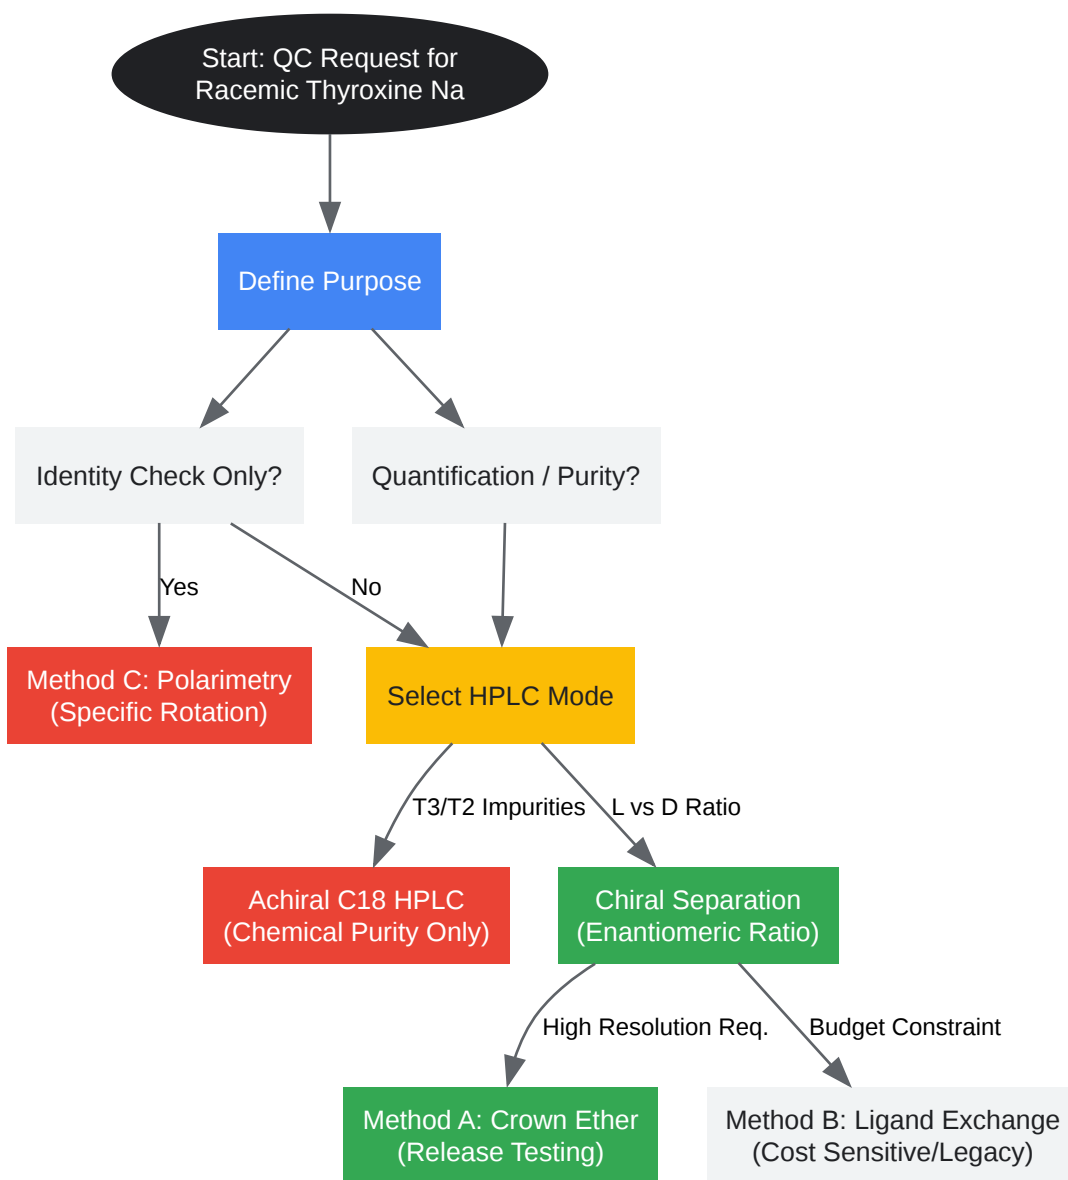 Start: QC Request for
Racemic Thyroxine Na
Define Purpose
Identity Check Only?
Quantification / Purity?
Yes
No
Method C: Polarimetry
(Specific Rotation)
Select HPLC Mode
T3/T2 Impurities
L vs D Ratio
Achiral C18 HPLC
(Chemical Purity Only)
Chiral Separation
(Enantiomeric Ratio)
High Resolution Req.
Budget Constraint
Method A: Crown Ether
(Release Testing)
Method B: Ligand Exchange
(Cost Sensitive/Legacy)